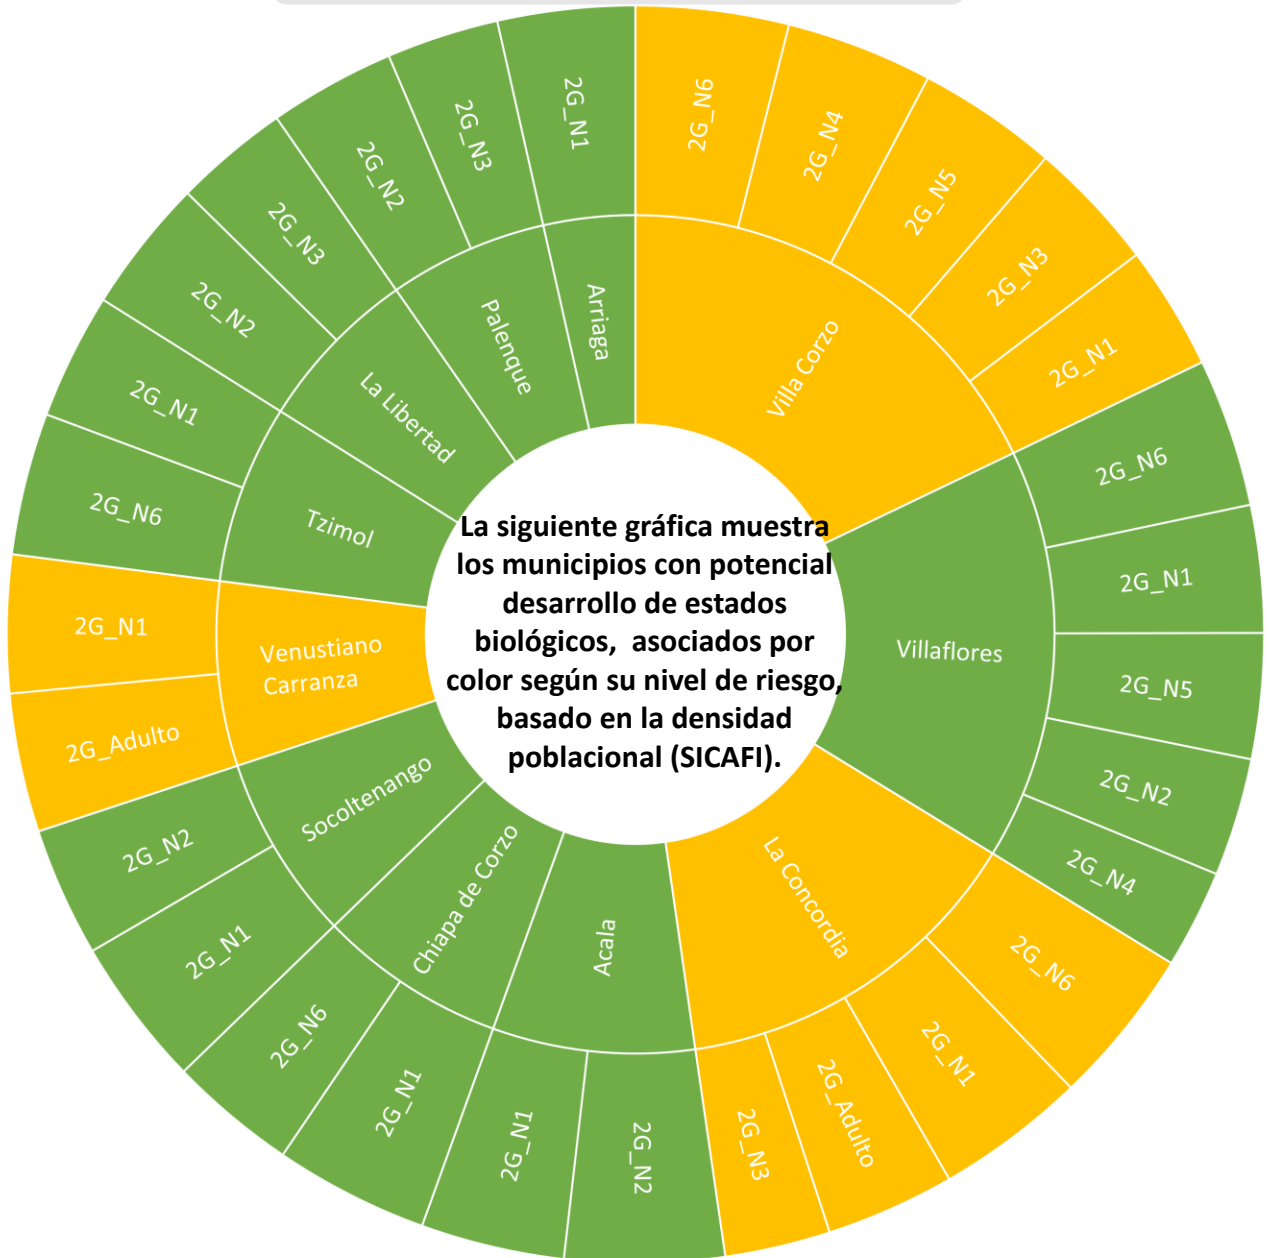 La siguiente gráfica muestra
los municipios con potencial
desarrollo de estados
biológicos, asociados por
color según su nivel de riesgo,
basado en la densidad
poblacional (SICAFI).
Villa Corzo
2G_N6
2G_N4
2G_N5
2G_N3
2G_N1
Villaflores
2G_N6
2G_N1
2G_N5
2G_N2
2G_N4
La Concordia
2G_N6
2G_N1
2G_Adulto
2G_N3
Acala
2G_N2
2G_N1
Chiapa de Corzo
2G_N1
2G_N6
Socoltenango
2G_N1
2G_N2
Venustiano
Carranza
2G_Adulto
2G_N1
Tzimol
2G_N6
2G_N1
La Libertad
2G_N2
2G_N3
Palenque
2G_N2
2G_N3
Arriaga
2G_N1